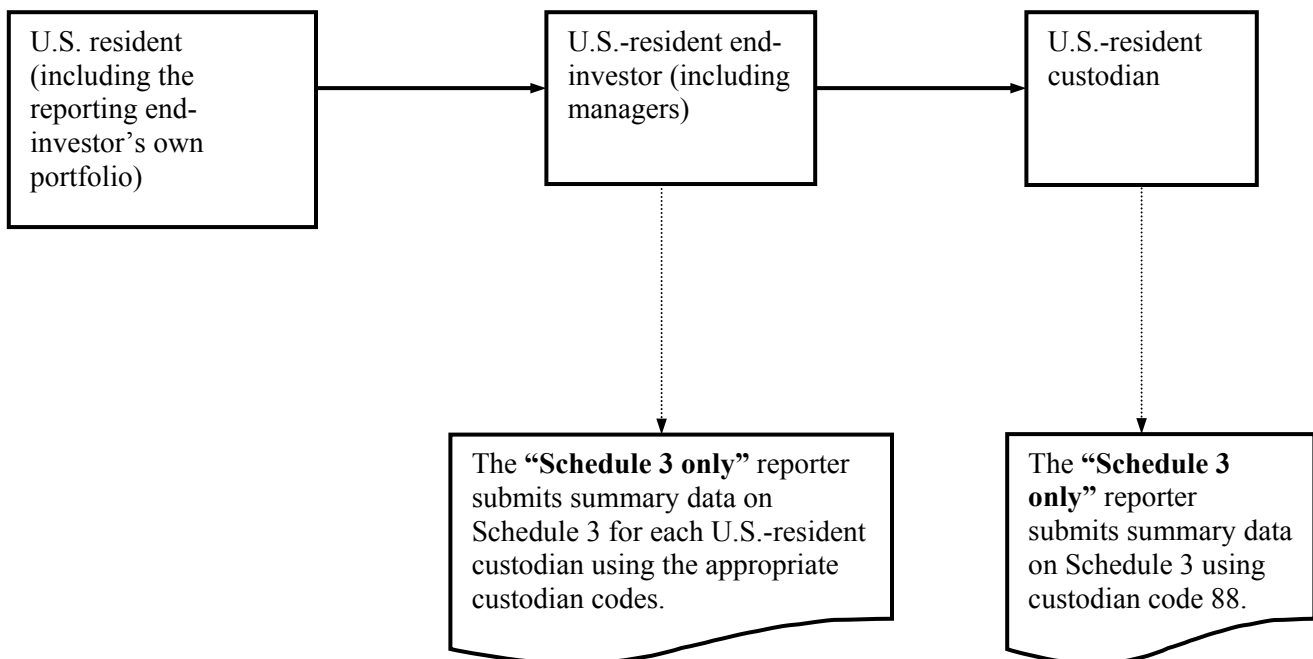 U.S. resident
(including the
reporting end-
investor’s own
portfolio)
U.S.-resident end-
investor (including
managers)
U.S.-resident
custodian
The “Schedule 3 only” reporter
submits summary data on
Schedule 3 for each U.S.-resident
custodian using the appropriate
custodian codes.
The “Schedule 3
only” reporter
submits summary data
on Schedule 3 using
custodian code 88.